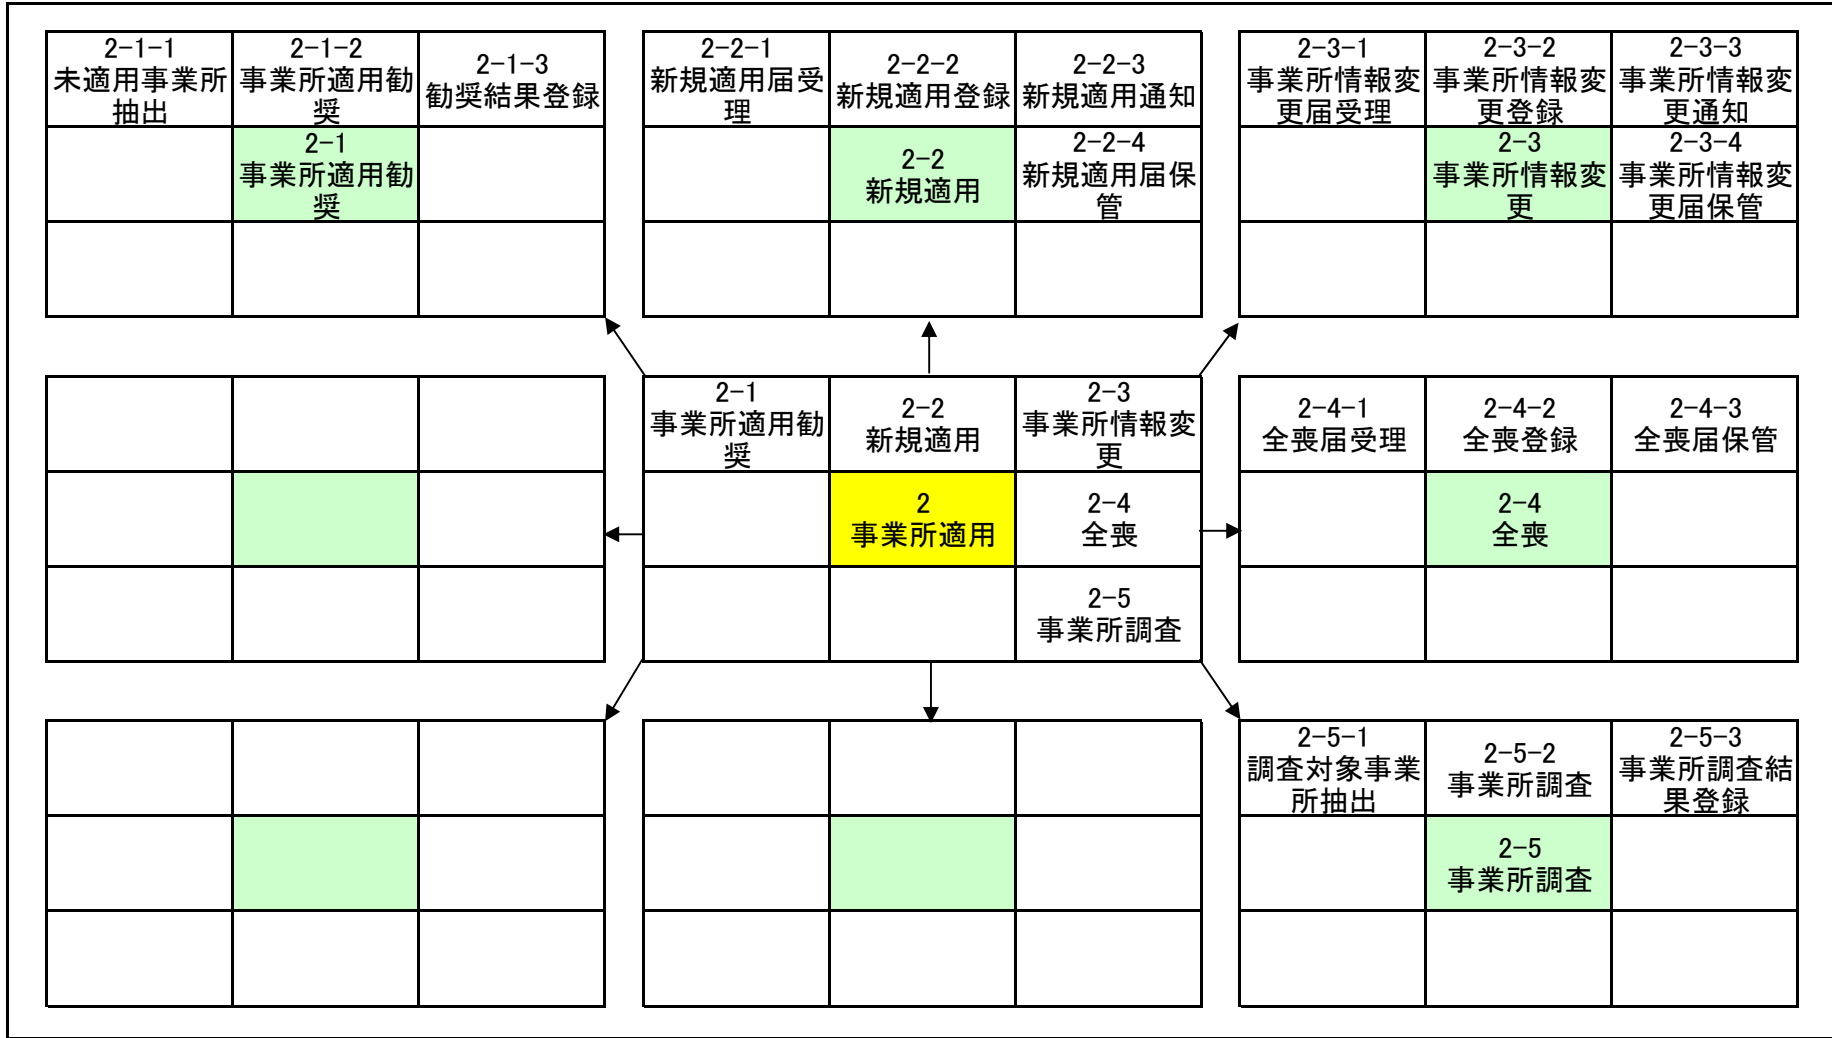 2-1-1
未適用事業所
抽出
2-1-2
事業所適用勧
奨
2-1-3
勧奨結果登録
2-1
事業所適用勧
奨
2-2-1
新規適用届受
理
2-2-2
新規適用登録
2-2-3
新規適用通知
2-2
新規適用
2-2-4
新規適用届保
管
2-3-1
事業所情報変
更届受理
2-3-2
事業所情報変
更登録
2-3-3
事業所情報変
更通知
2-3
事業所情報変
更
2-3-4
事業所情報変
更届保管
2-1
事業所適用勧
奨
2-2
新規適用
2-3
事業所情報変
更
2
事業所適用
2-4
全喪
2-5
事業所調査
2-4-1
全喪届受理
2-4-2
全喪登録
2-4-3
全喪届保管
2-4
全喪
2-5-1
調査対象事業
所抽出
2-5-2
事業所調査
2-5-3
事業所調査結
果登録
2-5
事業所調査